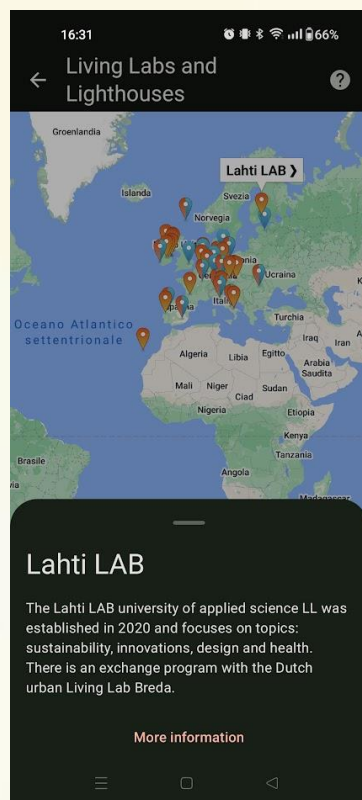 16:31
66%
Living Labs and
Lighthouses
Groenlandia
Lahti LAB ❯
Islanda
Svezia
Norvegia
Ucraina
Itali
Oceano Atlantico
settentrionale
Turchia
Iraq
Iran
Algeria
Libia
Egitto
Arabia
Saudita
Mali
Niger
Ciad
Sudan
Nigeria
Etiopia
Kenya
Tanzania
Brasile
Angola
Madagascar
Lahti LAB
The Lahti LAB university of applied science LL was
established in 2020 and focuses on topics:
sustainability, innovations, design and health.
There is an exchange program with the Dutch
urban Living Lab Breda.
More information